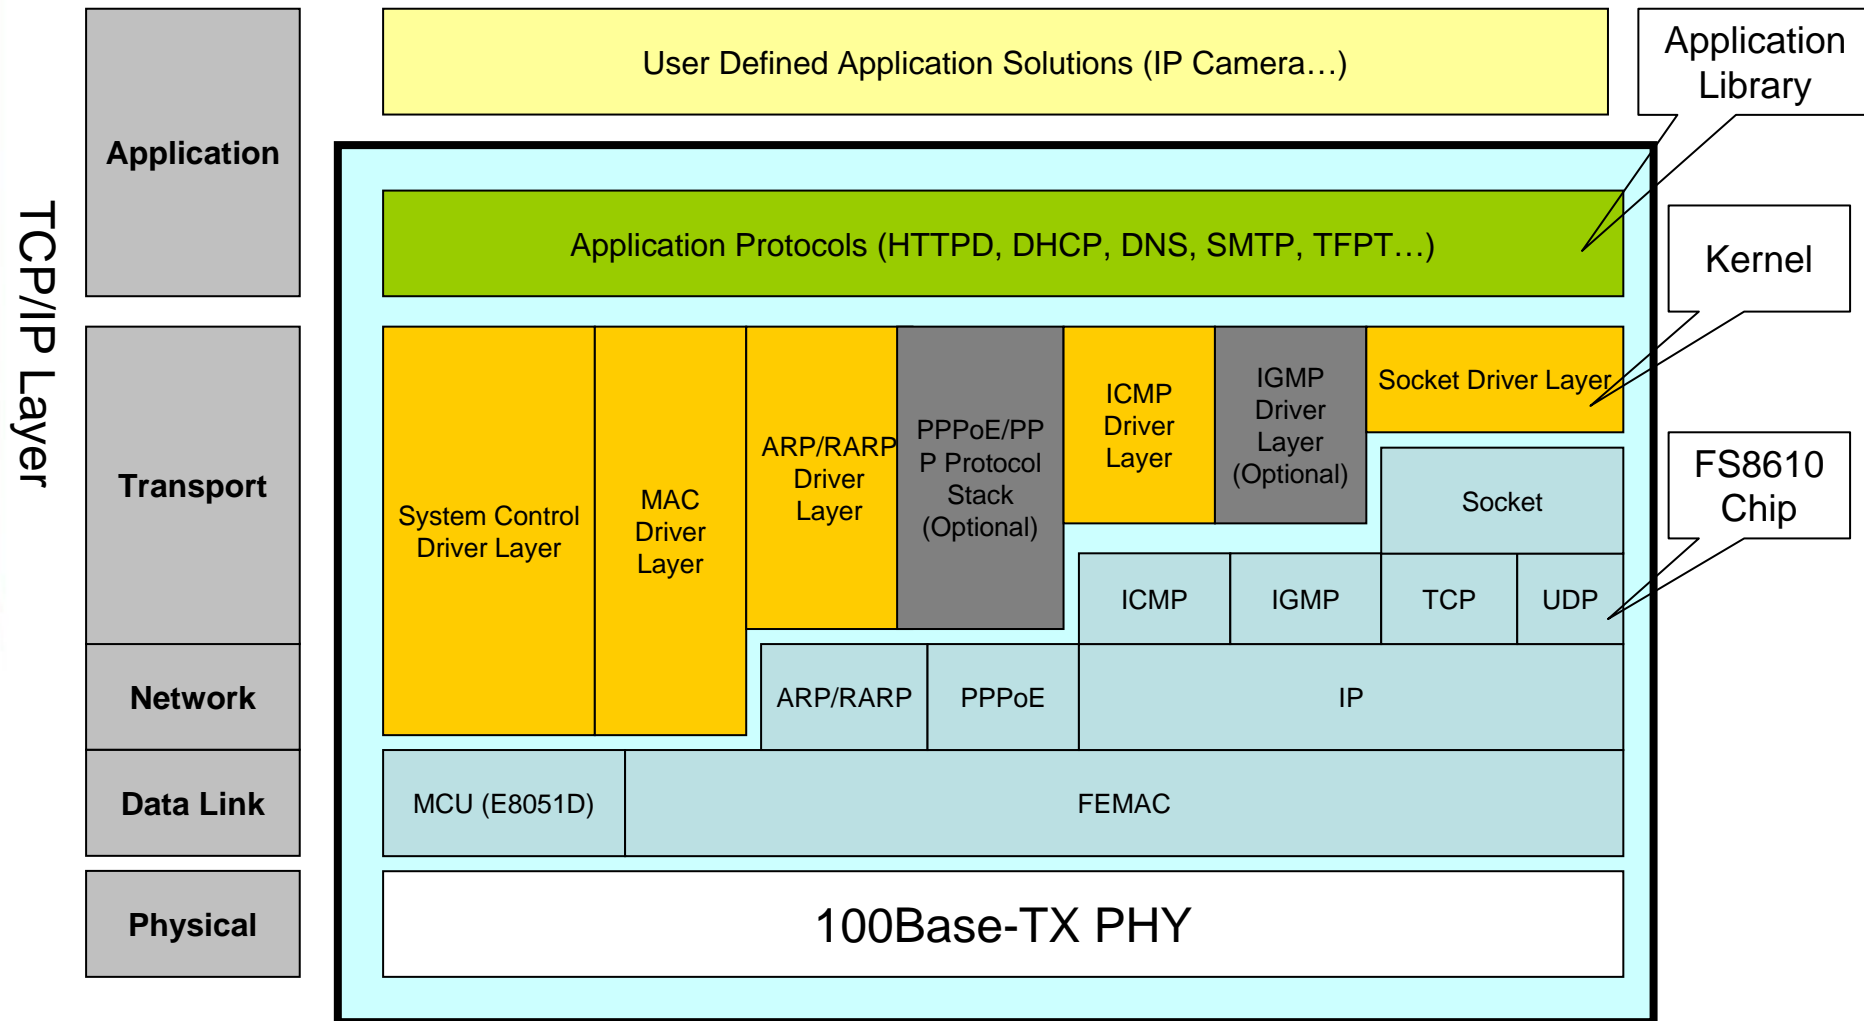 TCP/IP Layer
Application
Transport
Network
Data Link
Physical
User Defined Application Solutions (IP Camera…)
Application Protocols (HTTPD, DHCP, DNS, SMTP, TFPT…)
System Control
Driver Layer
MAC
Driver
Layer
ARP/RARP
Driver
Layer
PPPoE/PP
P Protocol
Stack
(Optional)
ICMP
Driver
Layer
IGMP
Driver
Layer
(Optional)
Socket Driver Layer
Socket
ICMP
IGMP
TCP
UDP
ARP/RARP
PPPoE
IP
MCU (E8051D)
FEMAC
100Base-TX PHY
Application
Library
Kernel
FS8610
Chip